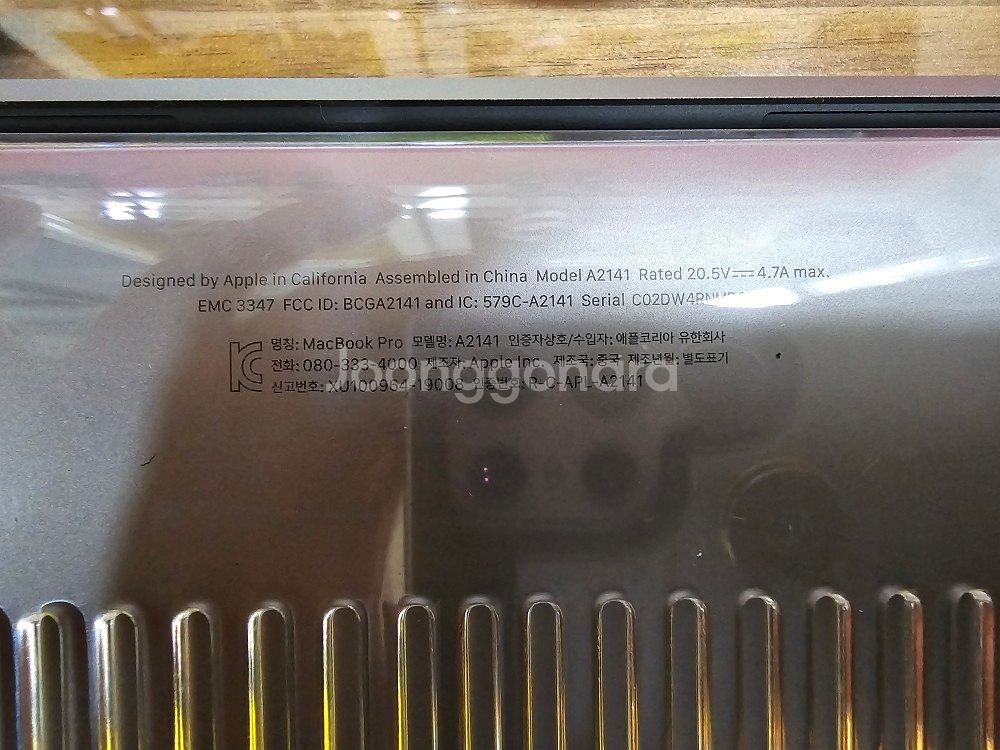 Designed by Apple in California Assembled in China Model A2141 Rated 20.5V⎓4.7A max.
EMC 3347 FCC ID: BCGA2141 and IC: 579C-A2141 Serial
명칭: MacBook Pro 모델명: A2141 인증자상호/수입자: 애플코리아 유한회사
전화: 080-333-4000 제조자: Apple Inc. 제조국: 중국 제조년월: 별도표기
신고번호: XU100964-19008 인증번호: R-C-APL-A2141
Joonggonara